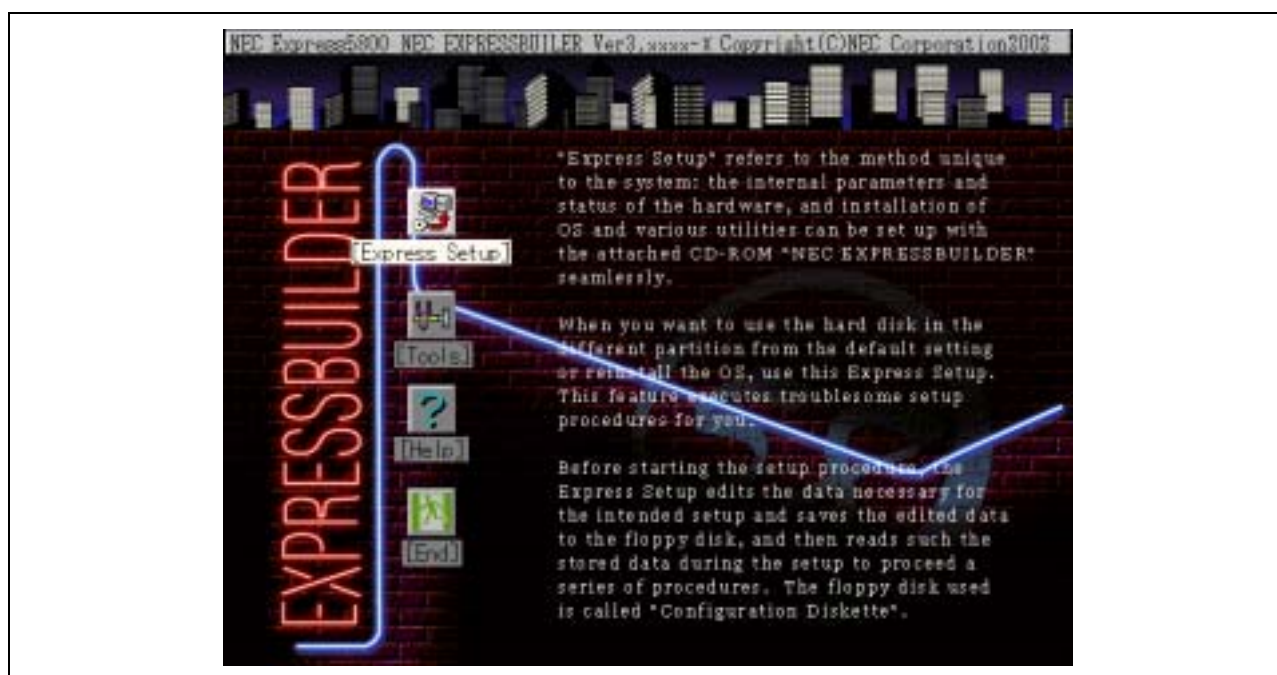 NEC Express5800 NEC EXPRESSBUILER Ver3.xxxx-x Copyright(C)NEC Corporation2002
EXPRESSBUILDER
[Express Setup]
[Tools]
[Help]
[End]
"Express Setup" refers to the method unique
to the system: the internal parameters and
status of the hardware, and installation of
OS and various utilities can be set up with
the attached CD-ROM "NEC EXPRESSBUILDER"
seamlessly.
When you want to use the hard disk in the
different partition from the default setting
or reinstall the OS, use this Express Setup.
This feature executes troublesome setup
procedures for you.
Before starting the setup procedure, the
Express Setup edits the data necessary for
the intended setup and saves the edited data
to the floppy disk, and then reads such the
stored data during the setup to proceed a
series of procedures. The floppy disk used
is called "Configuration Diskette".